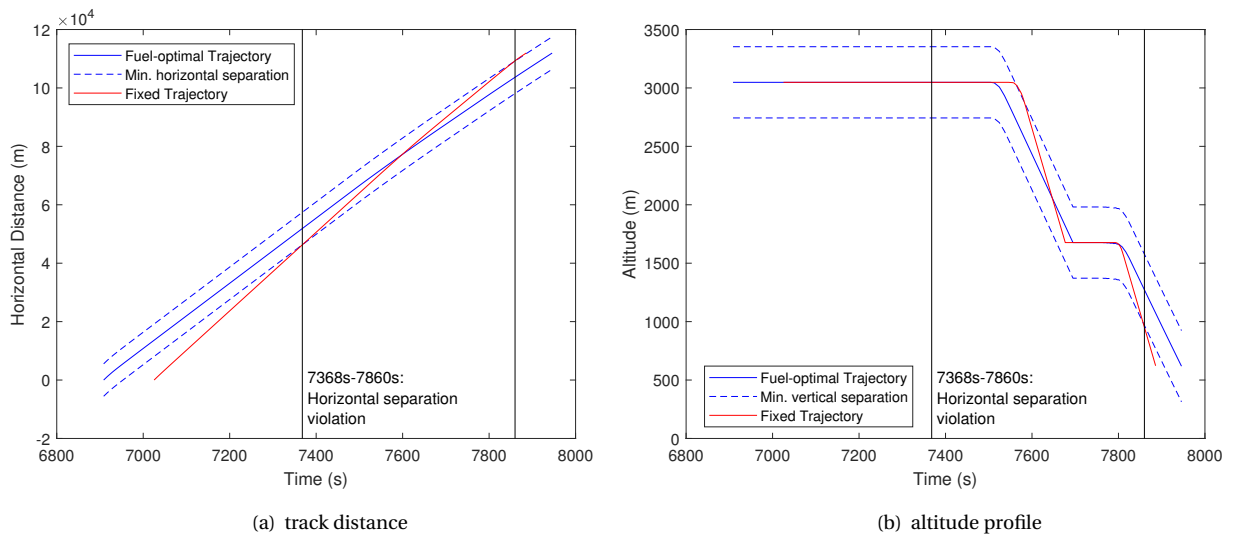 ×10^4
12
10
8
6
4
2
0
-2
Horizontal Distance (m)
Fuel-optimal Trajectory
Min. horizontal separation
Fixed Trajectory
7368s-7860s:
Horizontal separation
violation
6800 7000 7200 7400 7600 7800 8000
Time (s)
(a) track distance
3500
3000
2500
2000
1500
1000
500
0
Altitude (m)
Fuel-optimal Trajectory
Min. vertical separation
Fixed Trajectory
7368s-7860s:
Horizontal separation
violation
6800 7000 7200 7400 7600 7800 8000
Time (s)
(b) altitude profile